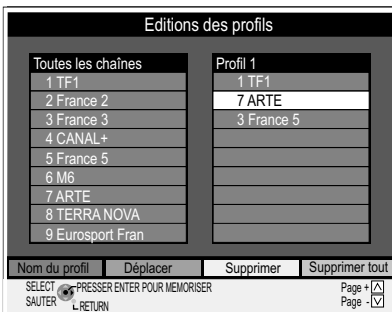 Editions des profils
Toutes les chaînes
1 TF1
2 France 2
3 France 3
4 CANAL+
5 France 5
6 M6
7 ARTE
8 TERRA NOVA
9 Eurosport Fran
Profil 1
1 TF1
7 ARTE
3 France 5
Nom du profil Déplacer Supprimer Supprimer tout
SELECT PRESSER ENTER POUR MEMORISER Page +
SAUTER RETURN Page -